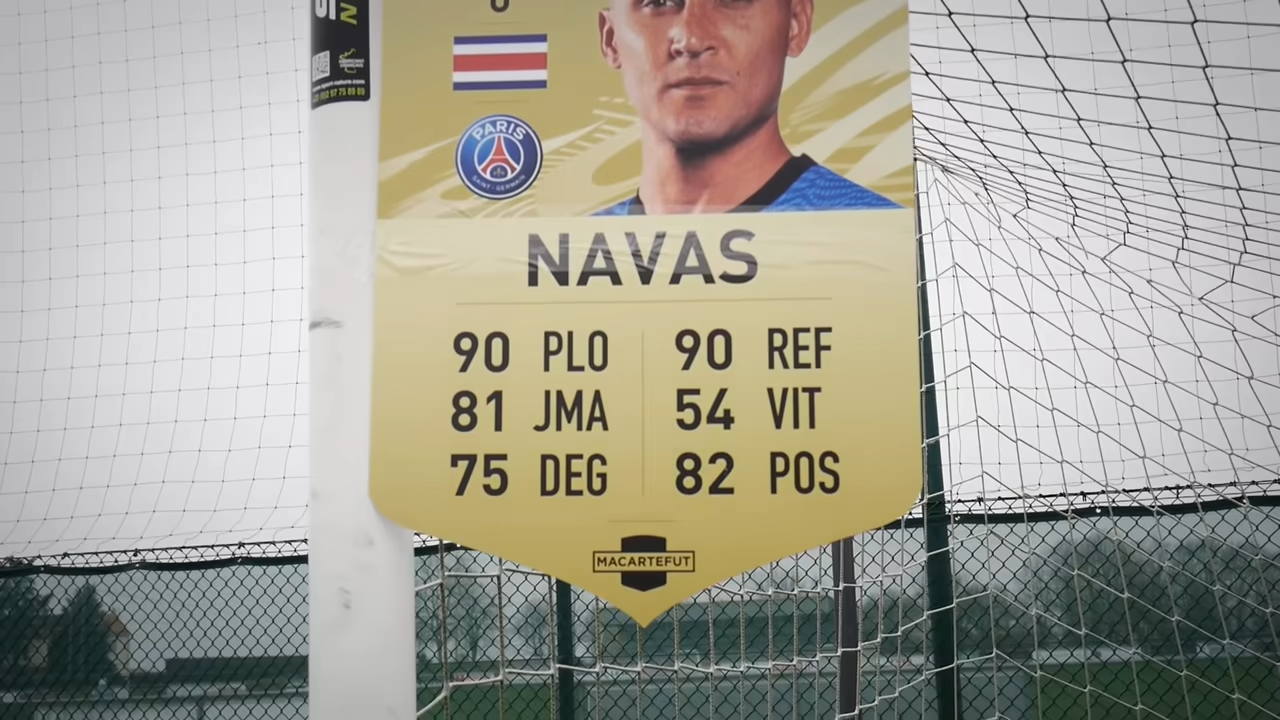 PARIS
SAINT-GERMAIN
NAVAS
90 PLO 90 REF
81 JMA 54 VIT
75 DEG 82 POS
MACARTEFUT